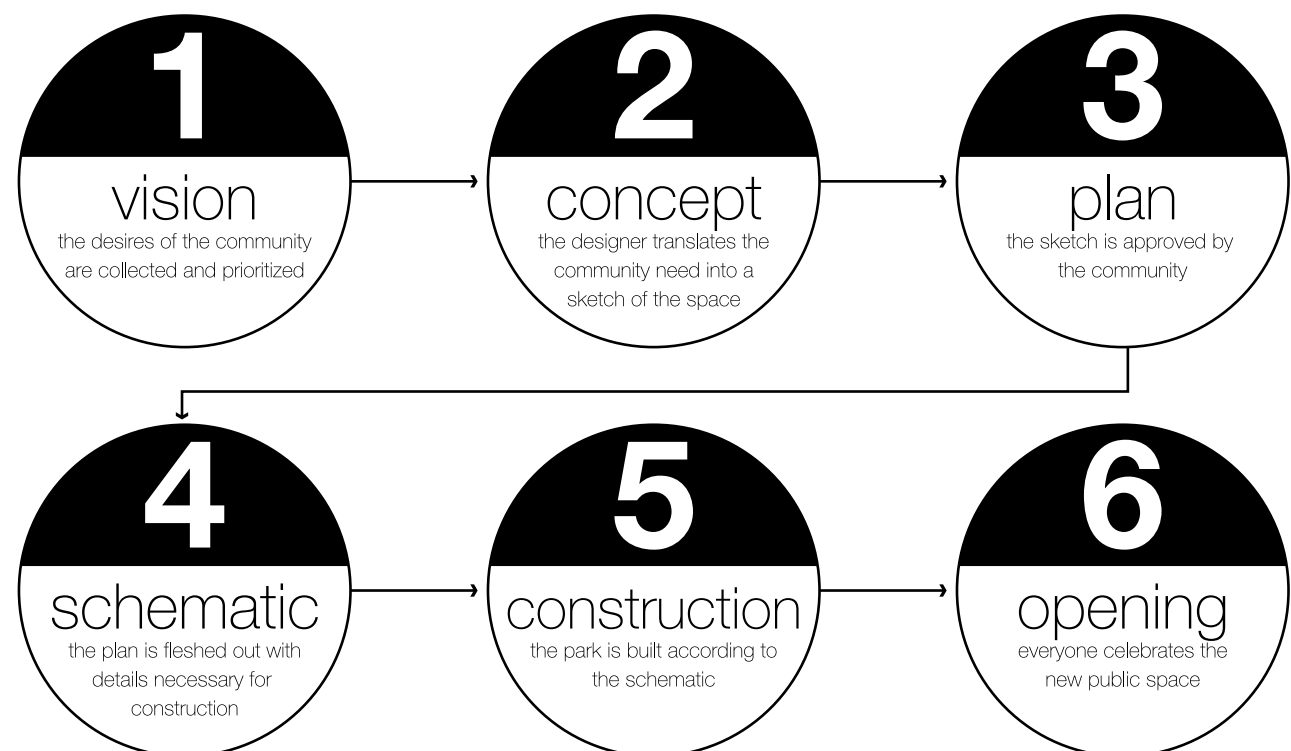 1
vision
the desires of the community
are collected and prioritized
2
concept
the designer translates the
community need into a
sketch of the space
3
plan
the sketch is approved by
the community
4
schematic
the plan is fleshed out with
details necessary for
construction
5
construction
the park is built according to
the schematic
6
opening
everyone celebrates the
new public space